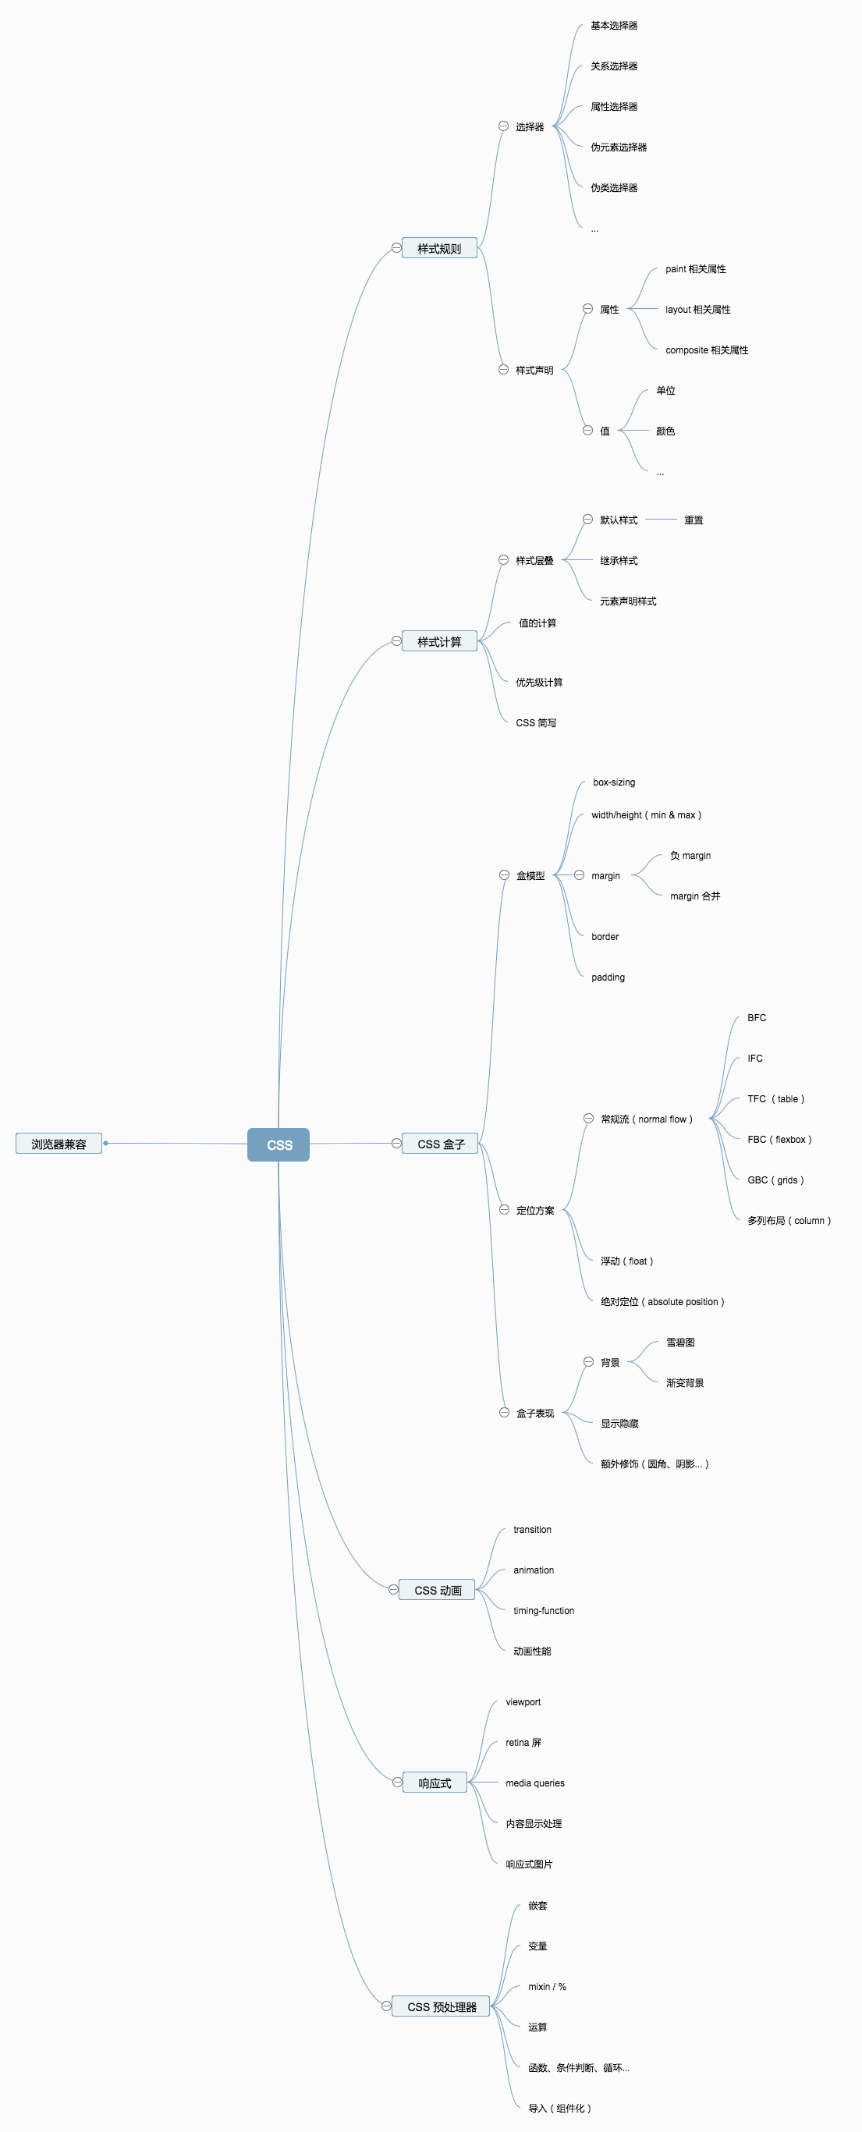 基本选择器
关系选择器
属性选择器
选择器
伪元素选择器
伪类选择器
...
样式规则
paint 相关属性
属性
layout 相关属性
composite 相关属性
样式声明
单位
值
颜色
...
默认样式
重置
样式层叠
继承样式
元素声明样式
值的计算
样式计算
优先级计算
CSS 简写
box-sizing
width/height ( min & max )
负 margin
盒模型
margin
margin 合并
border
padding
BFC
IFC
TFC ( table )
常规流 ( normal flow )
FBC ( flexbox )
浏览器兼容
CSS
CSS 盒子
GBC ( grids )
定位方案
多列布局 ( column )
浮动 ( float )
绝对定位 ( absolute position )
雪碧图
背景
渐变背景
盒子表现
显示隐藏
额外修饰 ( 圆角、阴影... )
transition
animation
CSS 动画
timing-function
动画性能
viewport
retina 屏
响应式
media queries
内容显示处理
响应式图片
嵌套
变量
mixin / %
CSS 预处理器
运算
函数、条件判断、循环...
导入 ( 组件化 )